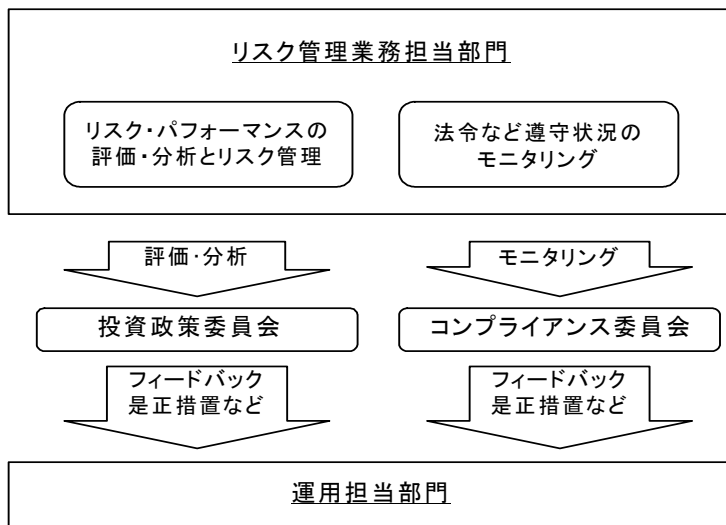 リスク管理業務担当部門
リスク・パフォーマンスの
評価・分析とリスク管理
法令など遵守状況の
モニタリング
評価・分析
モニタリング
投資政策委員会
コンプライアンス委員会
フィードバック
是正措置など
フィードバック
是正措置など
運用担当部門